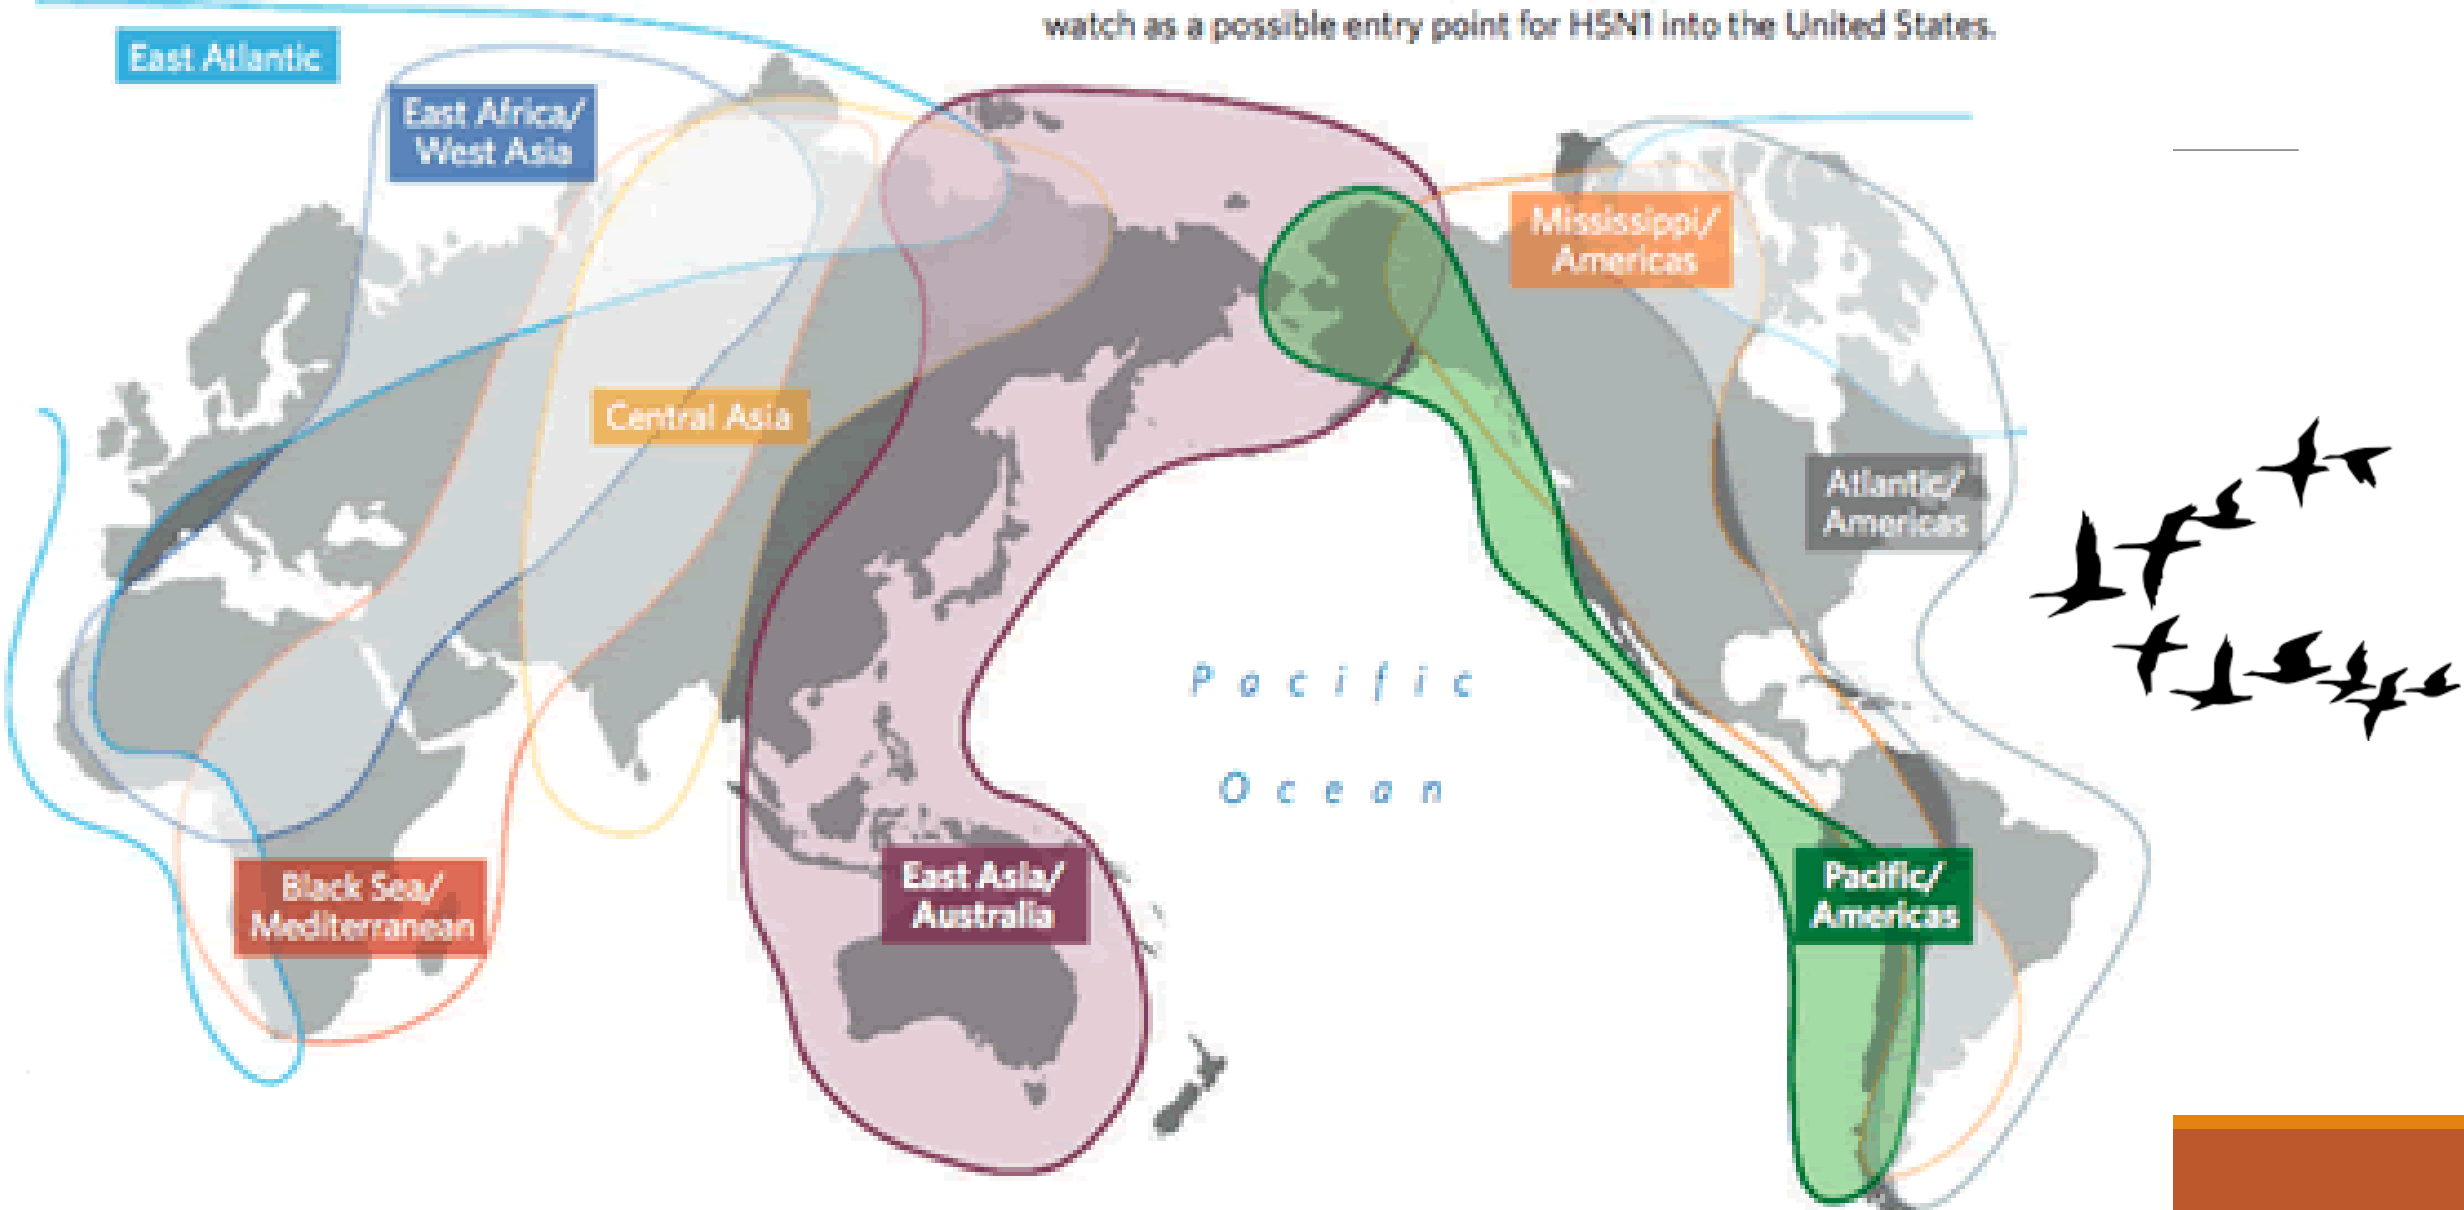 watch as a possible entry point for H5N1 into the United States.
East Atlantic
East Africa/
West Asia
Mississippi/
Americas
Central Asia
Atlantic/
Americas
Pacific
Ocean
Black Sea/
Mediterranean
East Asia/
Australia
Pacific/
Americas